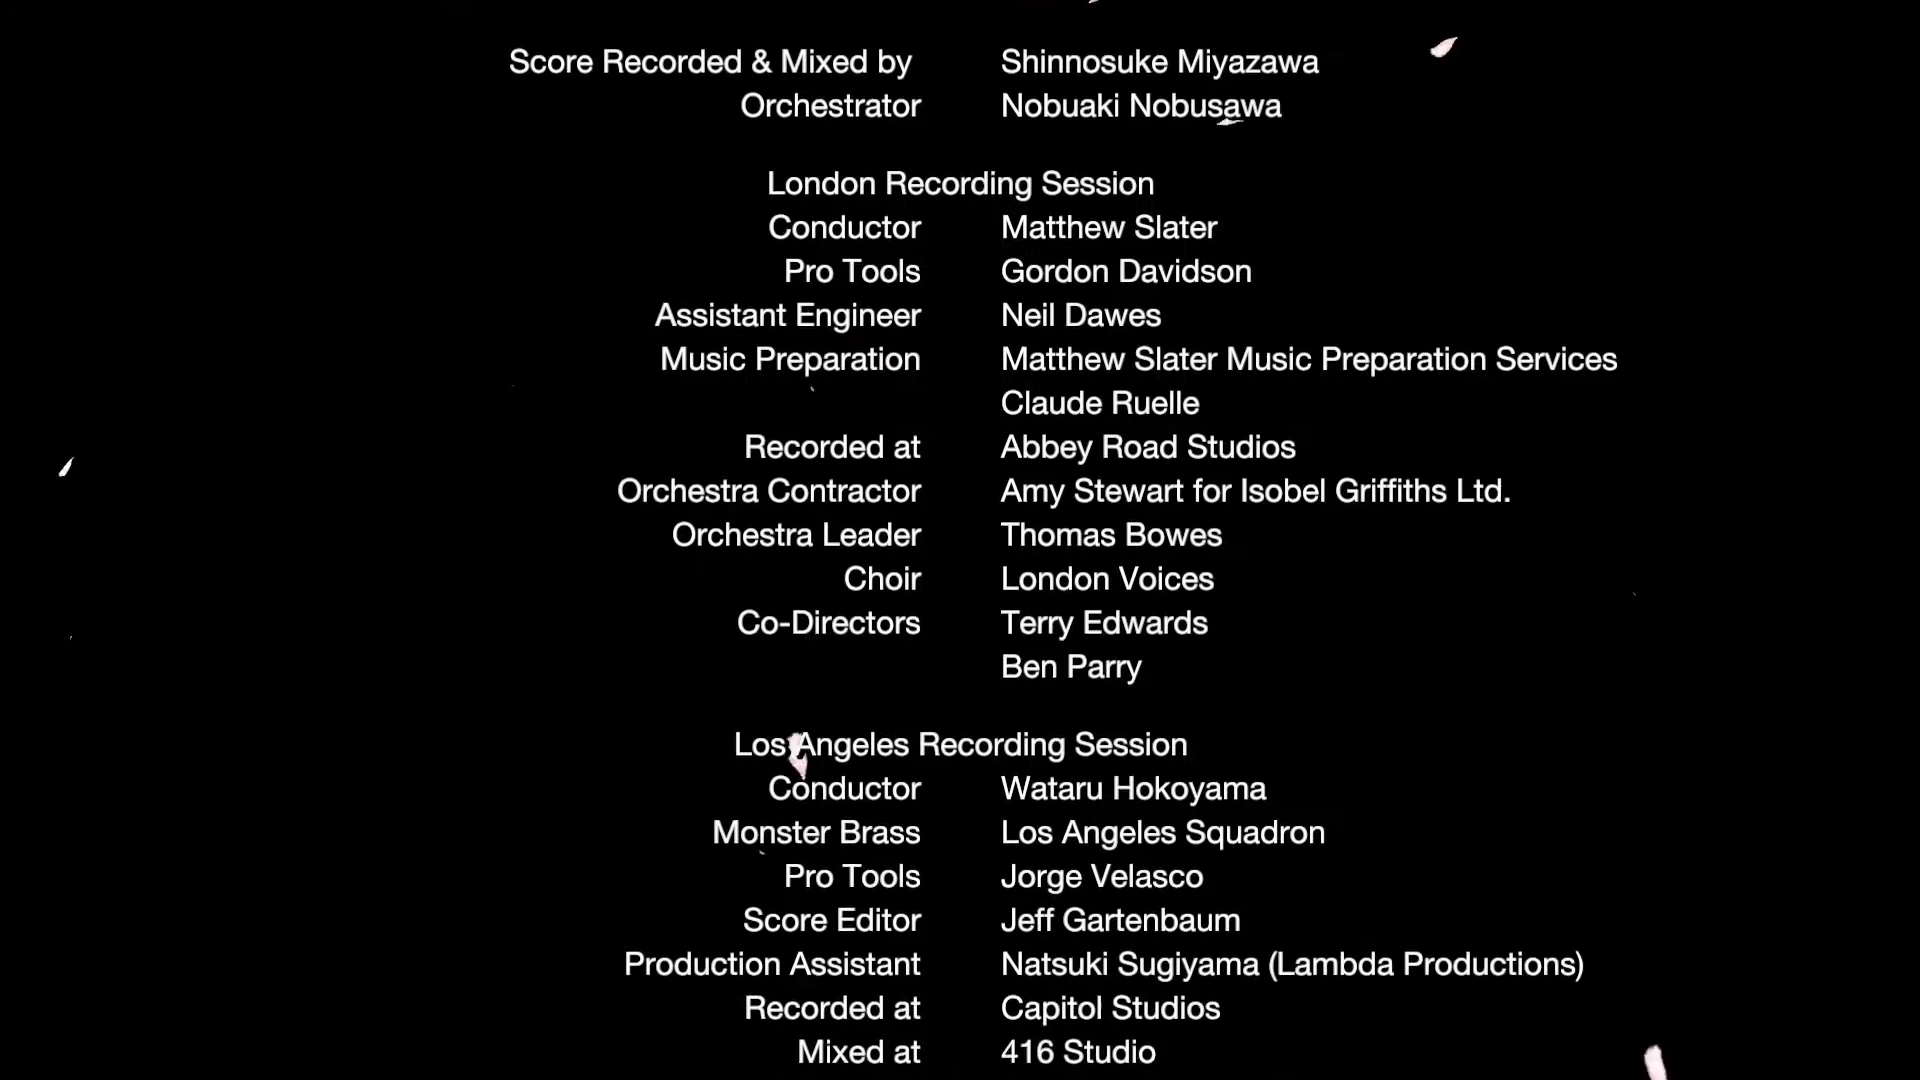 Score Recorded & Mixed by Shinnosuke Miyazawa
Orchestrator Nobuaki Nobusawa
London Recording Session
Conductor Matthew Slater
Pro Tools Gordon Davidson
Assistant Engineer Neil Dawes
Music Preparation Matthew Slater Music Preparation Services
Claude Ruelle
Recorded at Abbey Road Studios
Orchestra Contractor Amy Stewart for Isobel Griffiths Ltd.
Orchestra Leader Thomas Bowes
Choir London Voices
Co-Directors Terry Edwards
Ben Parry
Los Angeles Recording Session
Conductor Wataru Hokoyama
Monster Brass Los Angeles Squadron
Pro Tools Jorge Velasco
Score Editor Jeff Gartenbaum
Production Assistant Natsuki Sugiyama (Lambda Productions)
Recorded at Capitol Studios
Mixed at 416 Studio